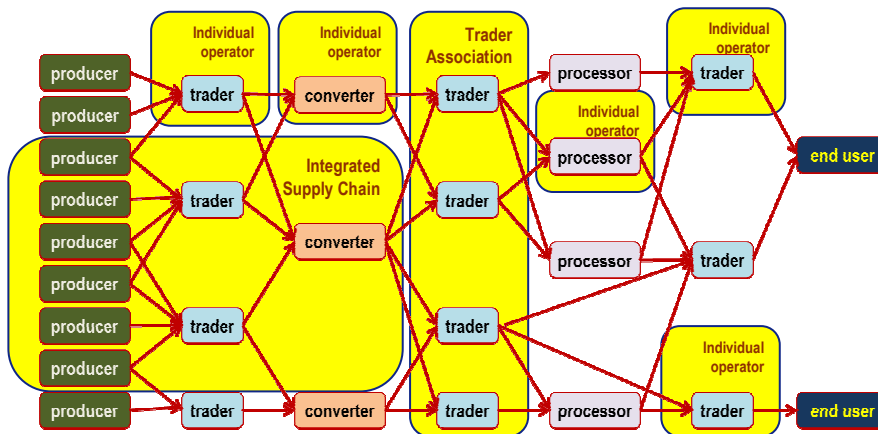 Individual
operator
Individual
operator
Trader
Association
Individual
operator
producer
trader
converter
trader
processor
trader
producer
Individual
operator
producer
processor
end user
Integrated
Supply Chain
producer
trader
trader
producer
converter
processor
trader
producer
producer
trader
trader
producer
Individual
operator
producer
trader
converter
trader
processor
trader
end user